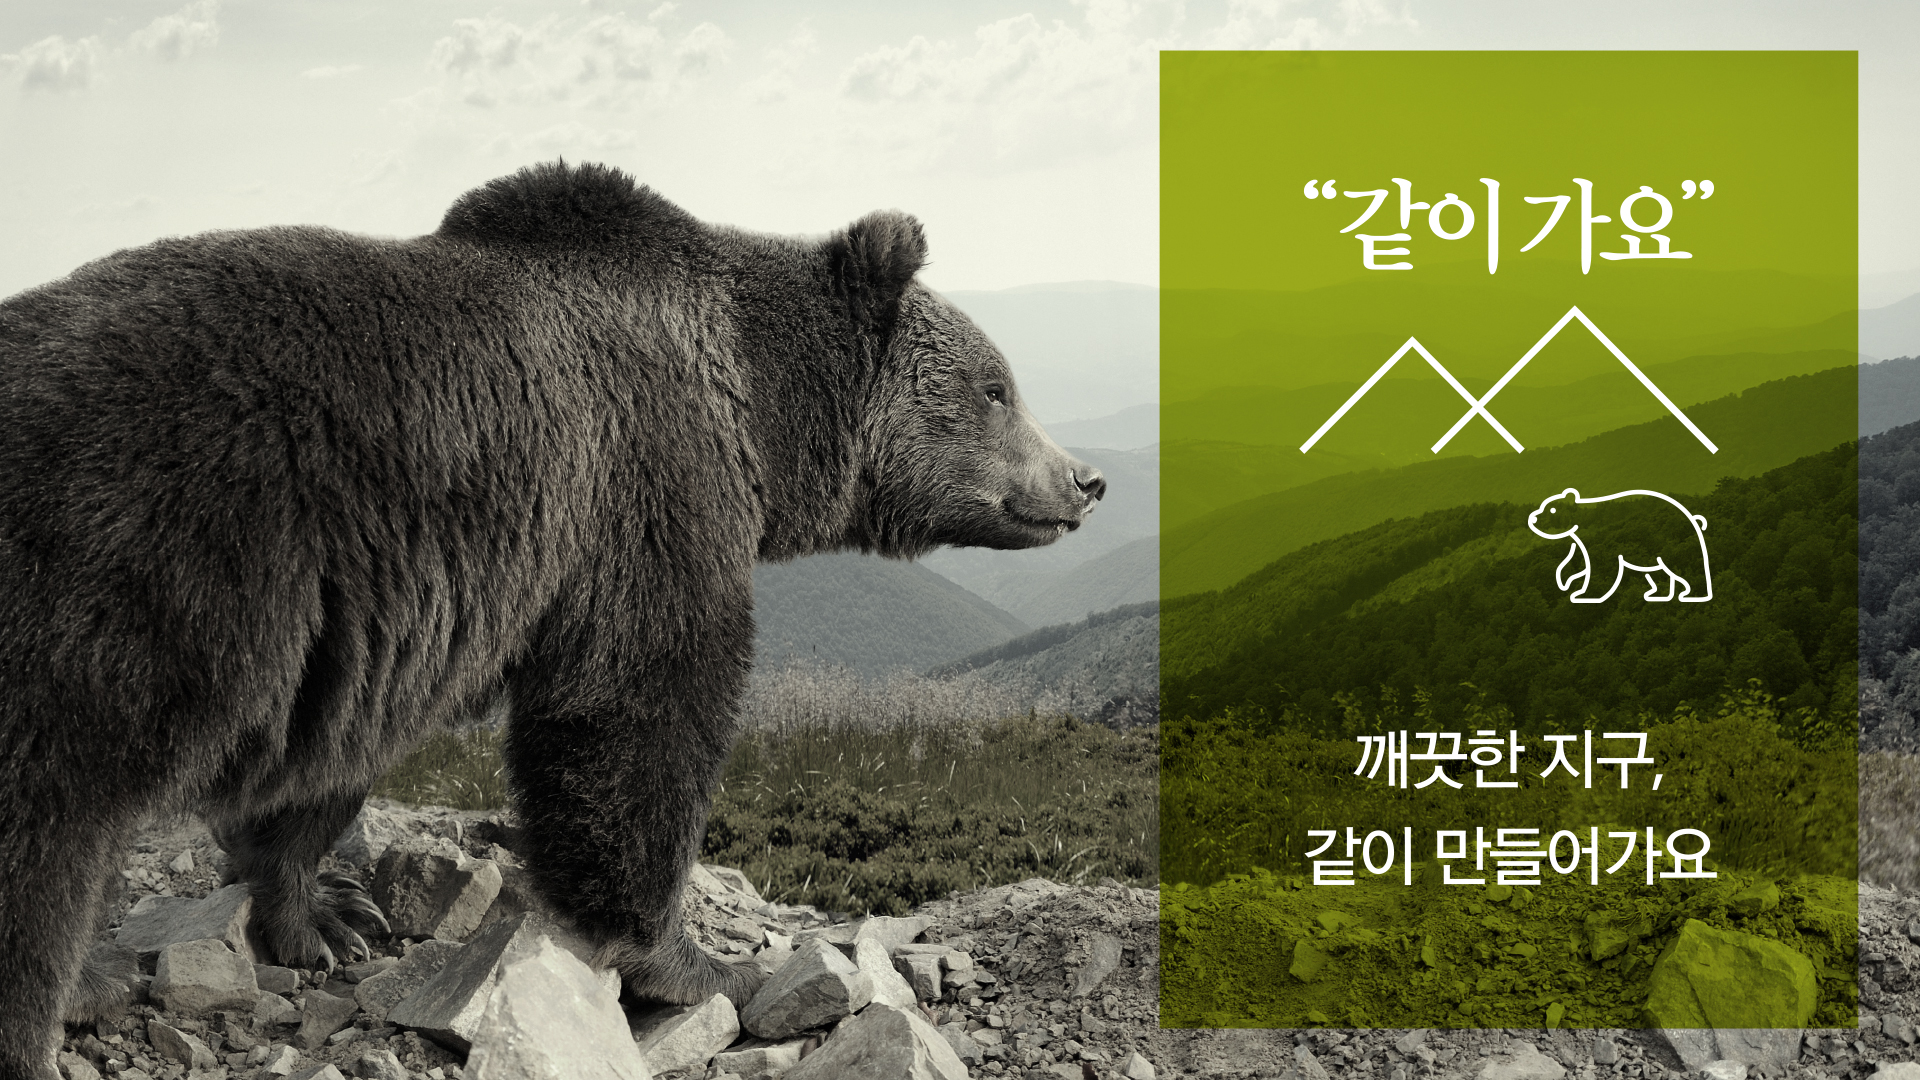 “같이 가요”
깨끗한 지구,
같이 만들어가요